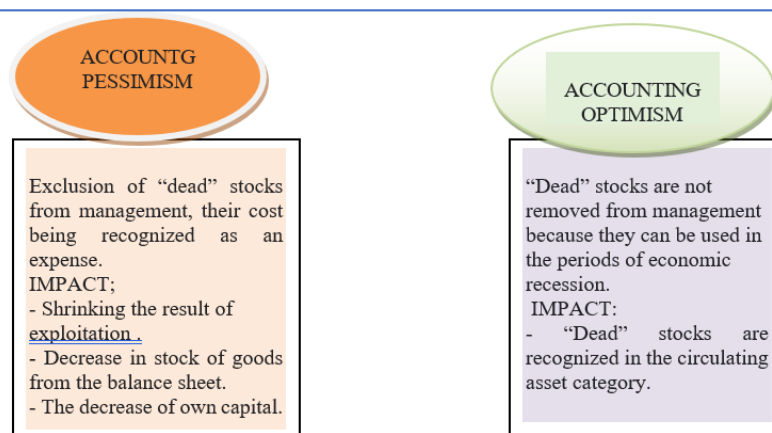 ACCOUNTG
PESSIMISM
Exclusion of “dead” stocks
from management, their cost
being recognized as an
expense.
IMPACT;
- Shrinking the result of
exploitation .
- Decrease in stock of goods
from the balance sheet.
- The decrease of own capital.
ACCOUNTING
OPTIMISM
“Dead” stocks are not
removed from management
because they can be used in
the periods of economic
recession.
IMPACT:
- “Dead” stocks are
recognized in the circulating
asset category.